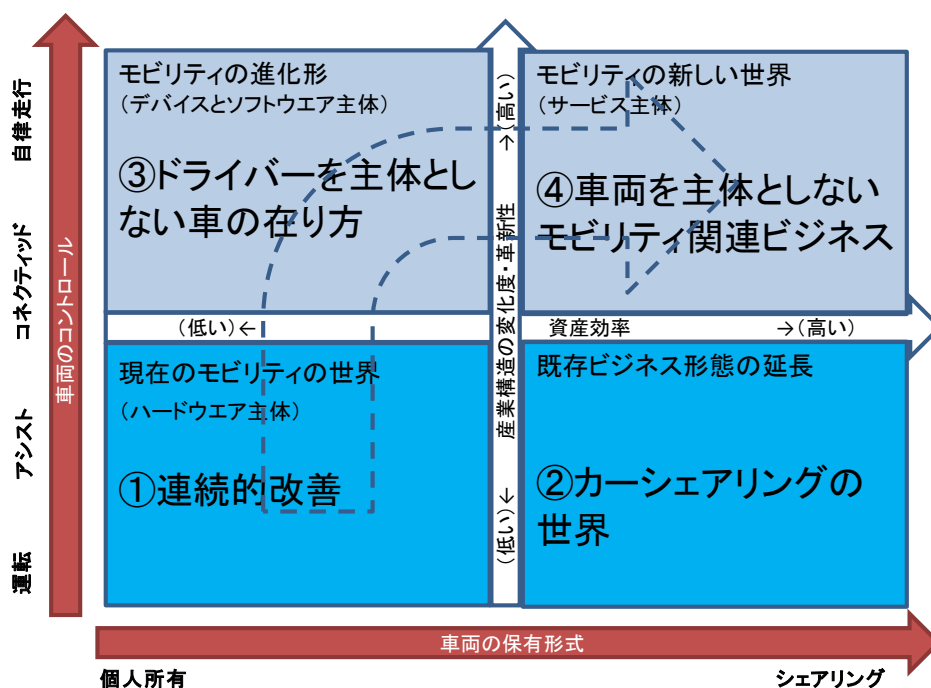 自律走行
コネクティッド
アシスト
運転
車両のコントロール
モビリティの進化形
（デバイスとソフトウエア主体）
③ドライバーを主体とし
ない車の在り方
モビリティの新しい世界
（サービス主体）
④車両を主体としない
モビリティ関連ビジネス
（低い）← 産業構造の変化度・革新性 →（高い）
（低い）← 資産効率 →（高い）
現在のモビリティの世界
（ハードウエア主体）
①連続的改善
既存ビジネス形態の延長
②カーシェアリングの
世界
車両の保有形式
個人所有
シェアリング